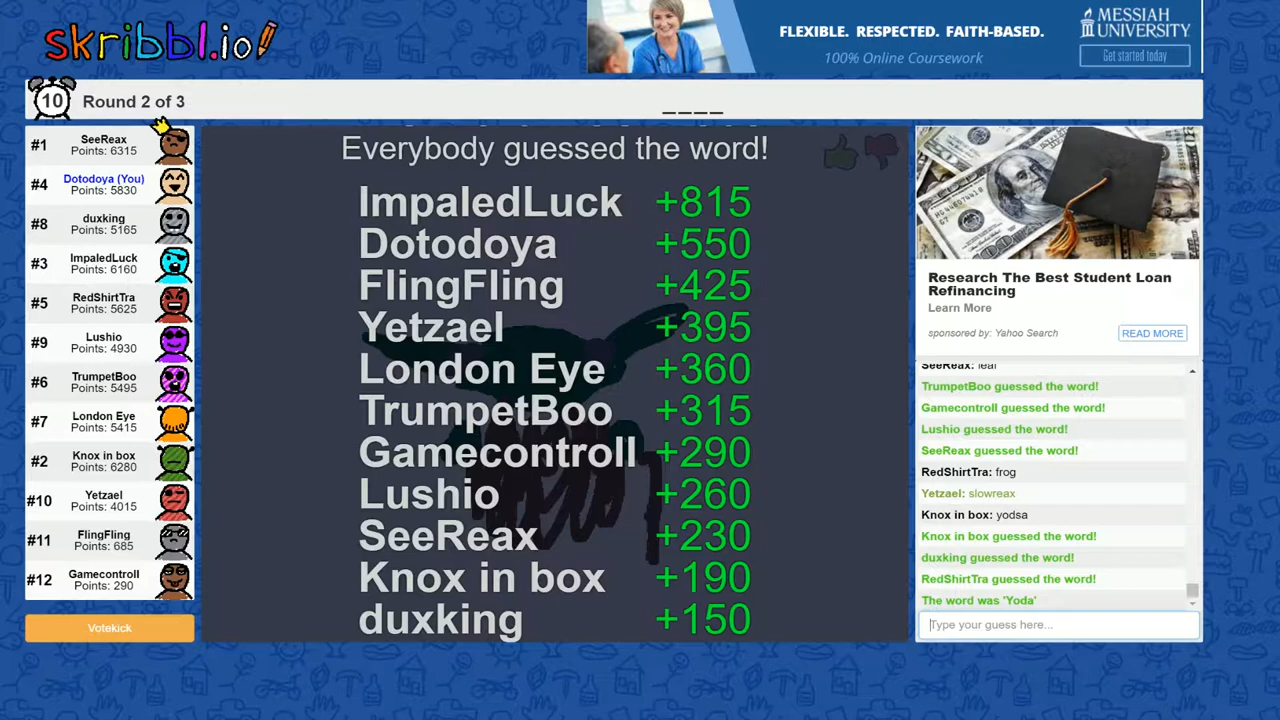 skribbl.io!
FLEXIBLE. RESPECTED. FAITH-BASED.
100% Online Coursework
MESSIAH
UNIVERSITY
Get started today
10
Round 2 of 3
____
#1
SeeReax
Points: 6315
#4
Dotodoya (You)
Points: 5830
#8
duxking
Points: 5165
#3
ImpaledLuck
Points: 6160
#5
RedShirtTra
Points: 5625
#9
Lushio
Points: 4930
#6
TrumpetBoo
Points: 5495
#7
London Eye
Points: 5415
#2
Knox in box
Points: 6280
#10
Yetzael
Points: 4015
#11
FlingFling
Points: 685
#12
Gamecontroll
Points: 290
Votekick
Everybody guessed the word!
ImpaledLuck +815
Dotodoya +550
FlingFling +425
Yetzael +395
London Eye +360
TrumpetBoo +315
Gamecontroll +290
Lushio +260
SeeReax +230
Knox in box +190
duxking +150
Research The Best Student Loan
Refinancing
Learn More
sponsored by: Yahoo Search
READ MORE
SeeReax: leaf
TrumpetBoo guessed the word!
Gamecontroll guessed the word!
Lushio guessed the word!
SeeReax guessed the word!
RedShirtTra: frog
Yetzael: slowreax
Knox in box: yodsa
Knox in box guessed the word!
duxking guessed the word!
RedShirtTra guessed the word!
The word was 'Yoda'
Type your guess here...